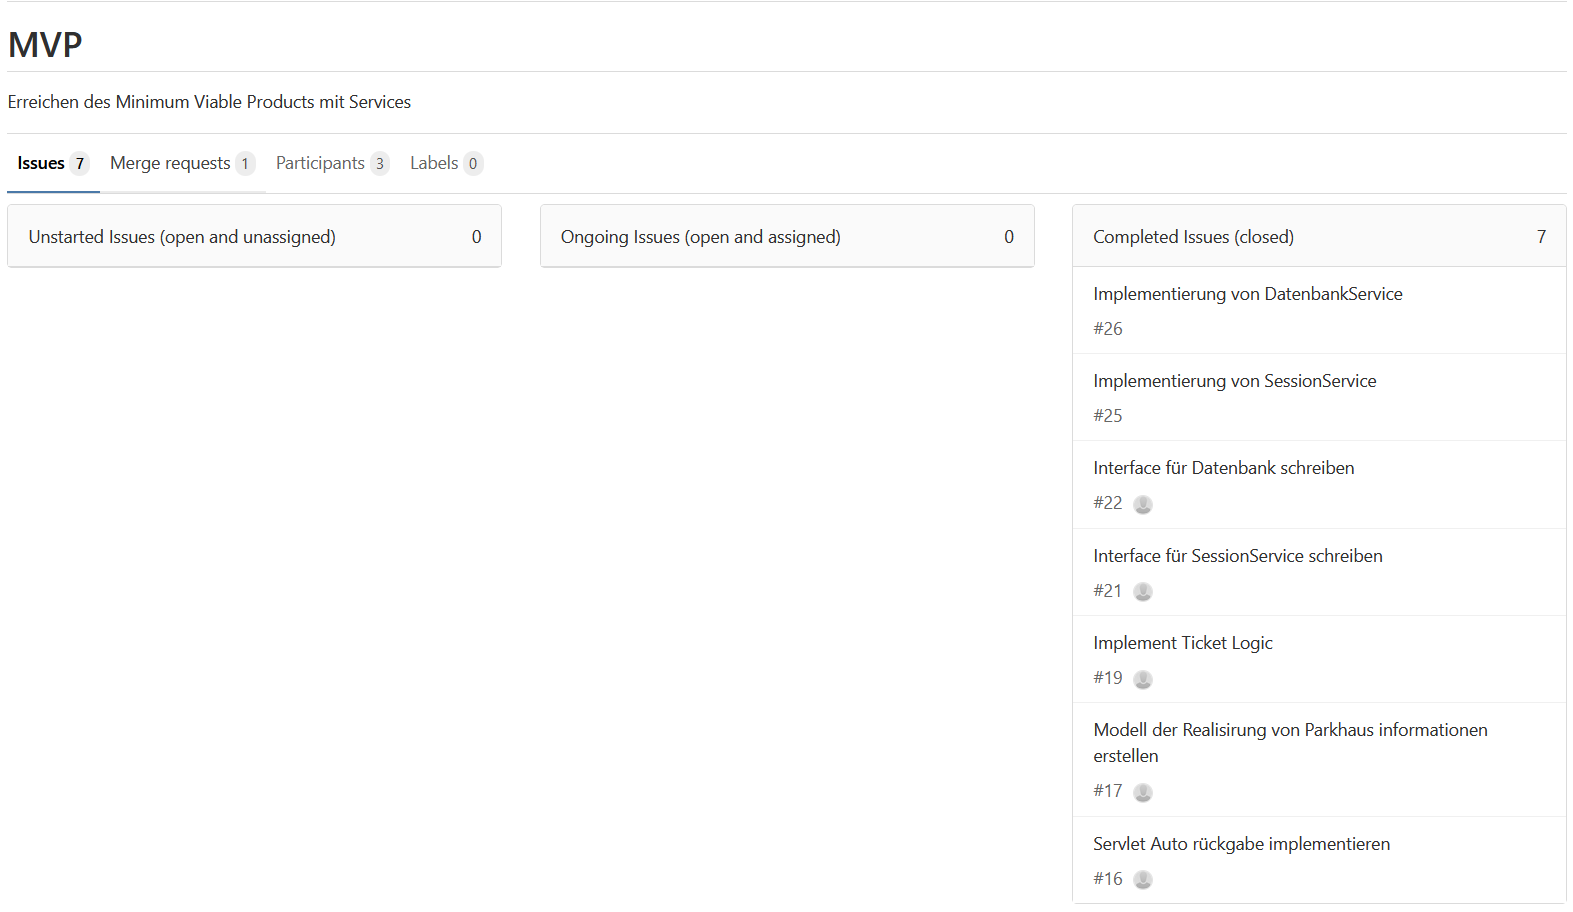 MVP
Erreichen des Minimum Viable Products mit Services
Issues 7 Merge requests 1 Participants 3 Labels 0
Unstarted Issues (open and unassigned) 0
Ongoing Issues (open and assigned) 0
Completed Issues (closed) 7
Implementierung von DatenbankService
#26
Implementierung von SessionService
#25
Interface für Datenbank schreiben
#22
Interface für SessionService schreiben
#21
Implement Ticket Logic
#19
Modell der Realisirung von Parkhaus informationen
erstellen
#17
Servlet Auto rückgabe implementieren
#16